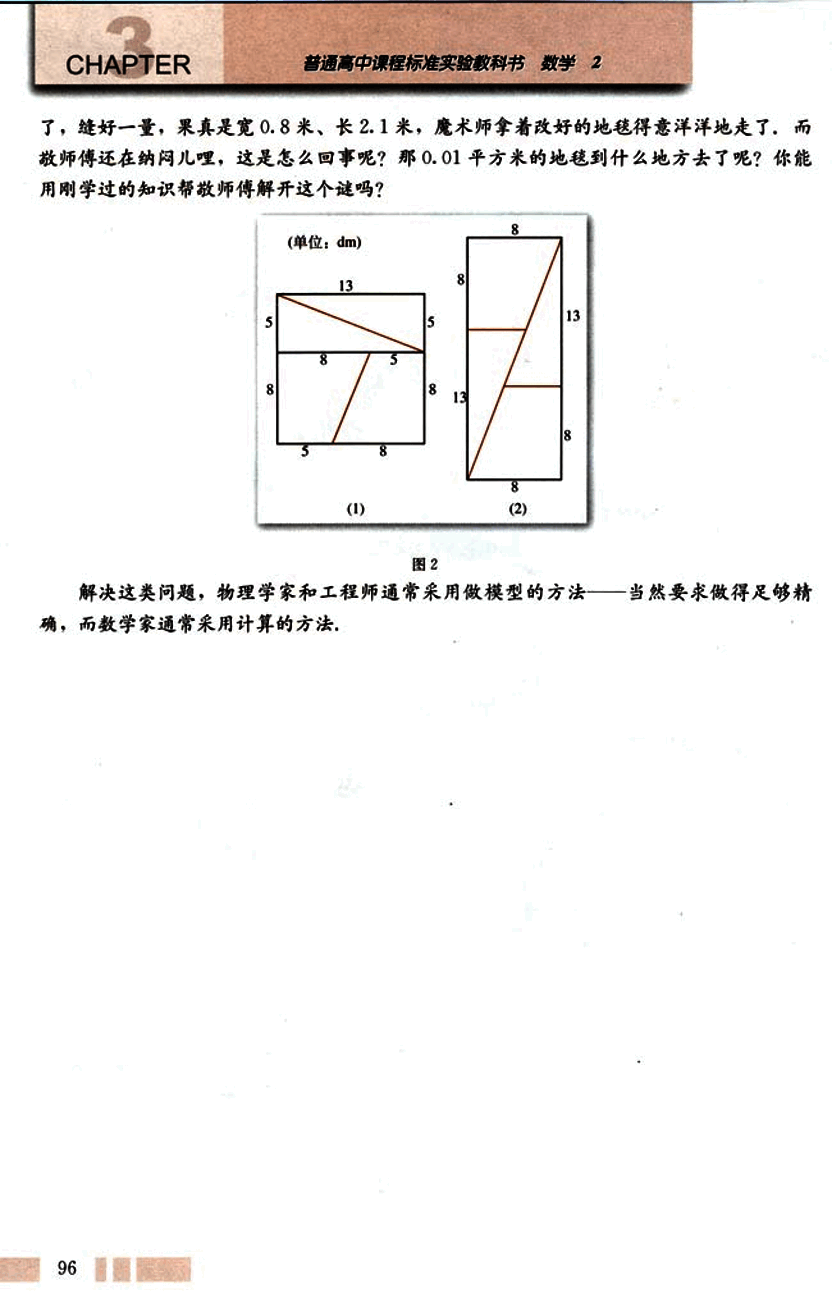 3
CHAPTER
普通高中课程标准实验教科书 数学 2
了，缝好一量，果真是宽0.8米、长2.1米，魔术师拿着改好的地毯得意洋洋地走了．而
敬师傅还在纳闷儿哩，这是怎么回事呢？那0.01平方米的地毯到什么地方去了呢？你能
用刚学过的知识帮敬师傅解开这个谜吗？
(单位：dm)
13
5
5
8
5
8
8
5
8
(1)
8
8
13
13
8
8
(2)
图2
解决这类问题，物理学家和工程师通常采用做模型的方法——当然要求做得足够精
确，而数学家通常采用计算的方法．
96